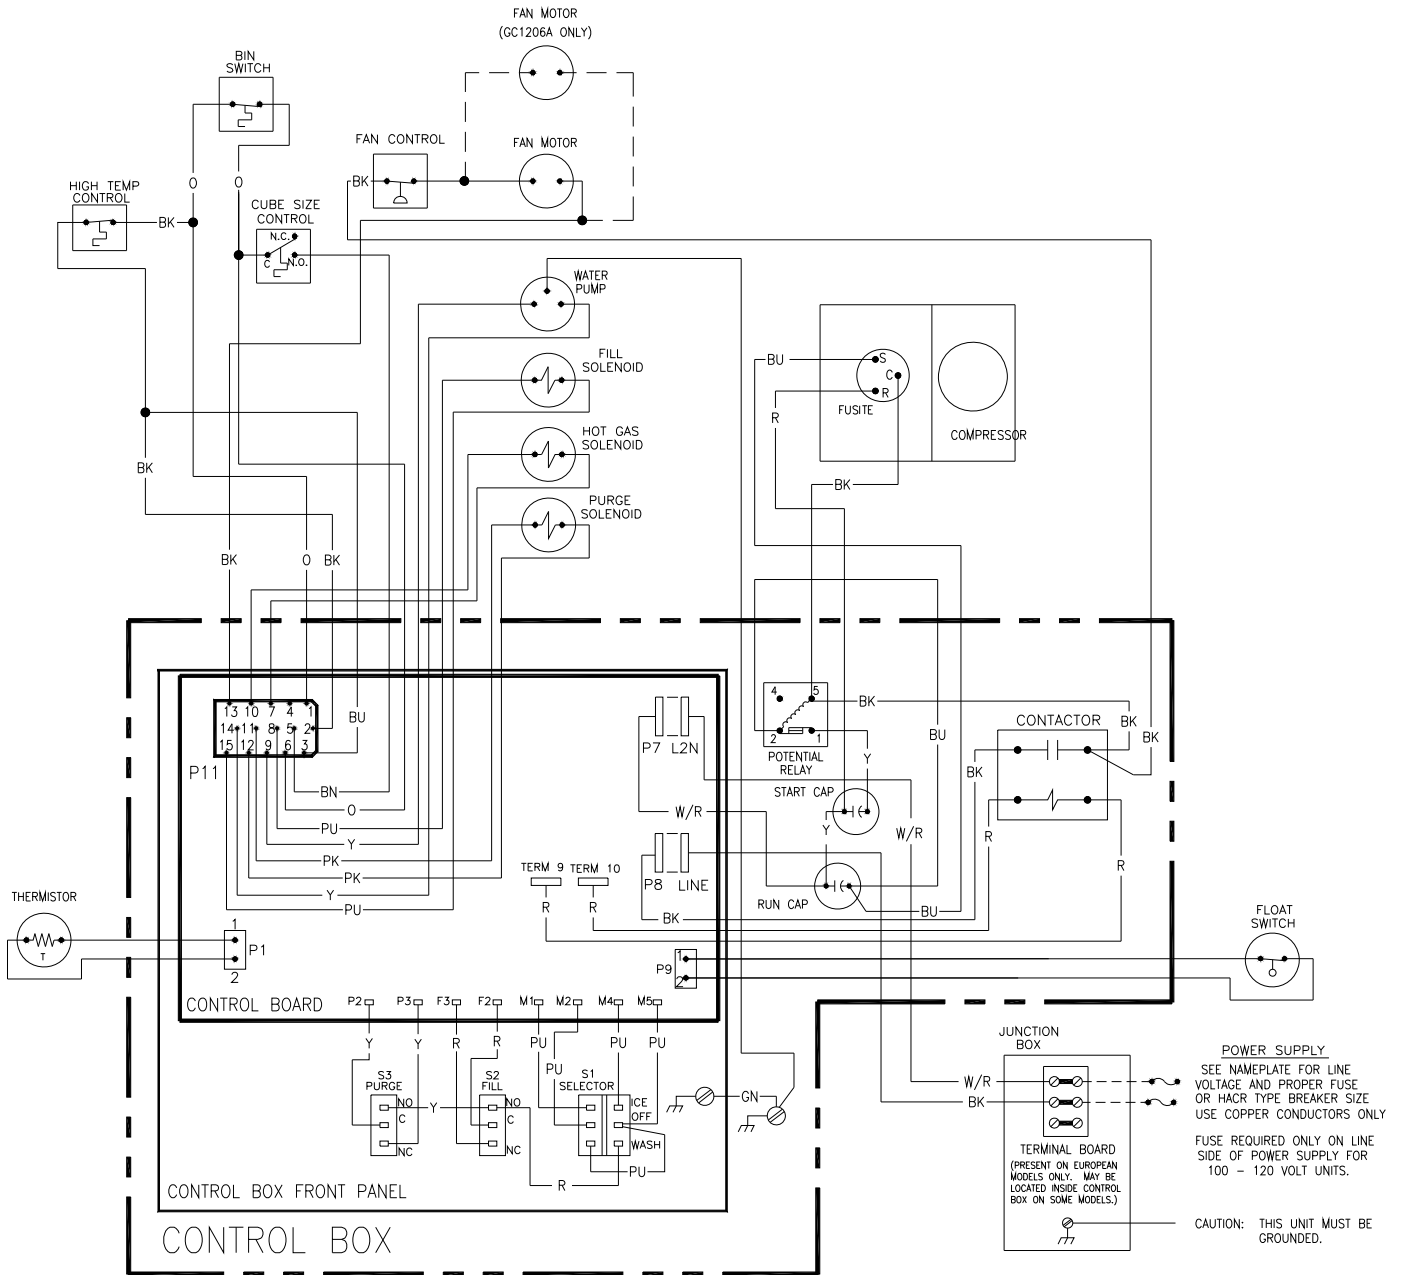 FAN MOTOR
(GC1206A ONLY)
BIN
SWITCH
FAN CONTROL
FAN MOTOR
BK
O
O
HIGH TEMP
CONTROL
CUBE SIZE
CONTROL
BK
N.C.
C
N.O.
WATER
PUMP
FILL
SOLENOID
BU
S
C
R
FUSITE
R
COMPRESSOR
HOT GAS
SOLENOID
BK
BK
PURGE
SOLENOID
BK
O
BK
13 10 7 4 1
14 11 8 5 2
15 12 9 6 3
P11
BU
P7 L2N
4
5
2
1
BK
POTENTIAL
RELAY
Y
BU
CONTACTOR
BK
BK
BK
BN
O
PU
Y
PK
PK
Y
PU
START CAP
W/R
Y
W/R
R
R
TERM 9
TERM 10
R
R
P8 LINE
RUN CAP
BU
BK
THERMISTOR
T
1
P1
2
FLOAT
SWITCH
P9
1
2
CONTROL BOARD
P2
P3
F3
F2
M1
M2
M4
M5
Y
Y
R
R
PU
PU
PU
PU
S3
PURGE
NO
C
NC
Y
S2
FILL
NO
C
NC
S1
SELECTOR
ICE
OFF
WASH
PU
R
GN
CONTROL BOX FRONT PANEL
CONTROL BOX
JUNCTION
BOX
W/R
BK
TERMINAL BOARD
(PRESENT ON EUROPEAN
MODELS ONLY. MAY BE
LOCATED INSIDE CONTROL
BOX ON SOME MODELS.)
POWER SUPPLY
SEE NAMEPLATE FOR LINE
VOLTAGE AND PROPER FUSE
OR HACR TYPE BREAKER SIZE
USE COPPER CONDUCTORS ONLY
FUSE REQUIRED ONLY ON LINE
SIDE OF POWER SUPPLY FOR
100 – 120 VOLT UNITS.
CAUTION: THIS UNIT MUST BE
GROUNDED.